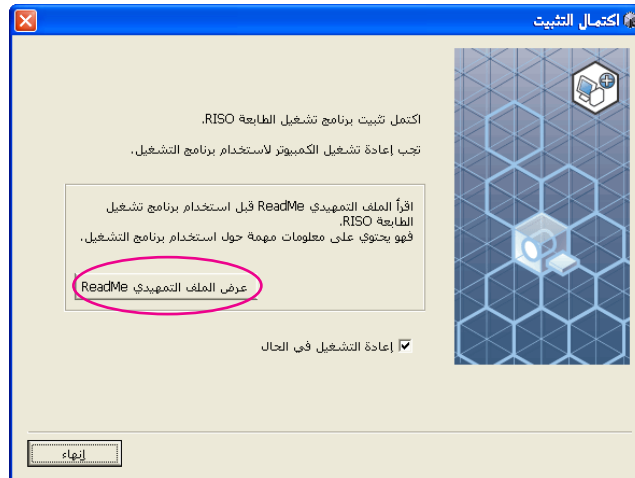 اكتمال التثبيت
اكتمل تثبيت برنامج تشغيل الطابعة RISO.
تجب إعادة تشغيل الكمبيوتر لاستخدام برنامج التشغيل.
اقرأ الملف التمهيدي ReadMe قبل استخدام برنامج تشغيل
الطابعة RISO.
فهو يحتوي على معلومات مهمة حول استخدام برنامج التشغيل.
عرض الملف التمهيدي ReadMe
إعادة التشغيل في الحال
إنهاء